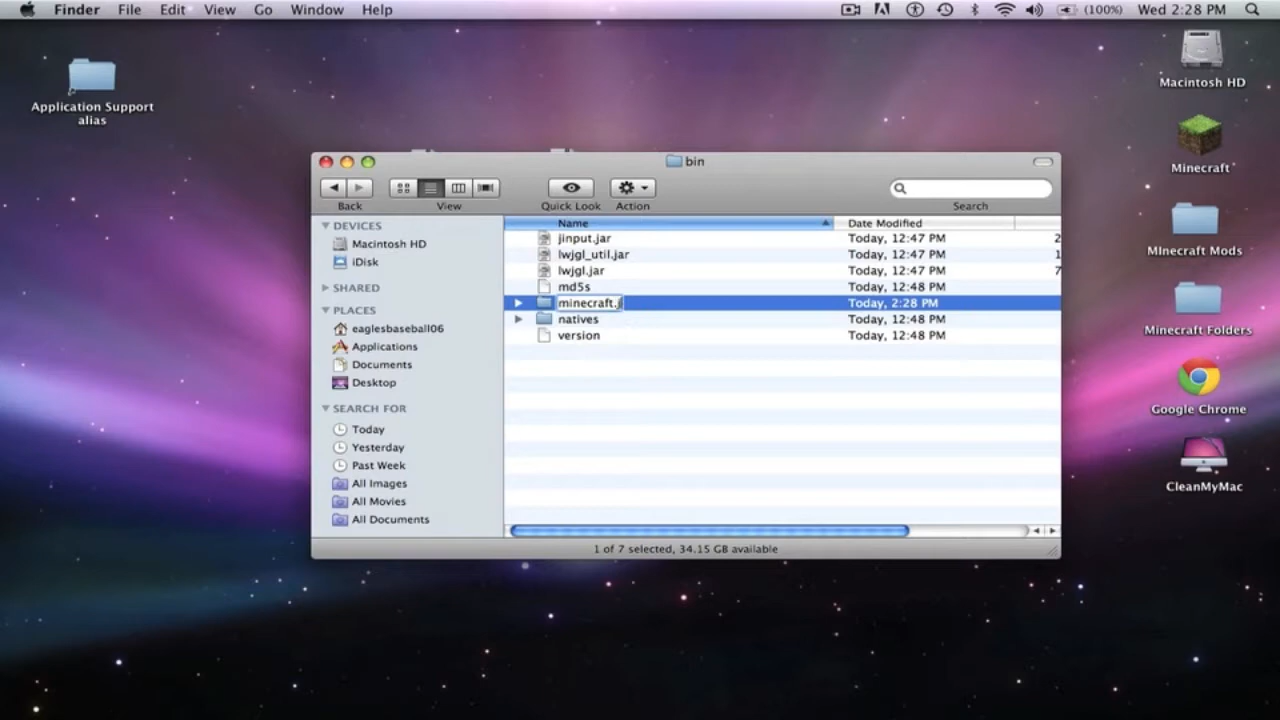 Finder File Edit View Go Window Help (100%) Wed 2:28 PM
Application Support
alias
Macintosh HD
Minecraft
MInecraft Mods
Minecraft Folders
Google Chrome
CleanMyMac
bin
Back View Quick Look Action Search
DEVICES
Macintosh HD
iDisk
SHARED
PLACES
eaglesbaseball06
Applications
Documents
Desktop
SEARCH FOR
Today
Yesterday
Past Week
All Images
All Movies
All Documents
Name Date Modified
jinput.jar Today, 12:47 PM 2
lwjgl_util.jar Today, 12:47 PM 1
lwjgl.jar Today, 12:47 PM 7
md5s Today, 12:48 PM
minecraft.j Today, 2:28 PM
natives Today, 12:48 PM
version Today, 12:48 PM
1 of 7 selected, 34.15 GB available